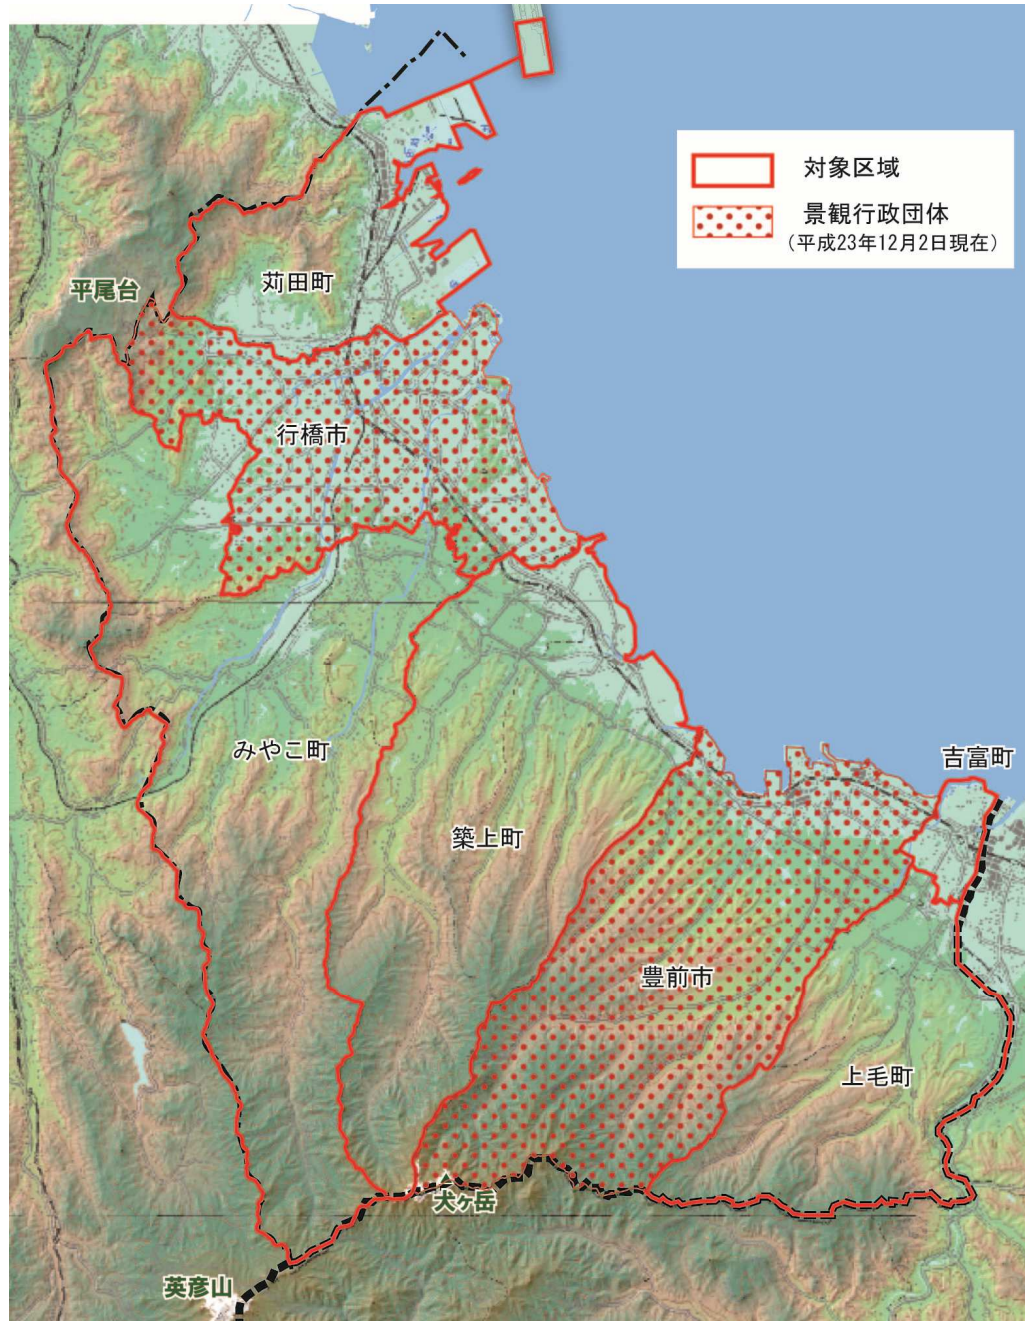 対象区域
景観行政団体
(平成23年12月2日現在)
苅田町
平尾台
行橋市
みやこ町
吉富町
築上町
豊前市
上毛町
犬ヶ岳
英彦山